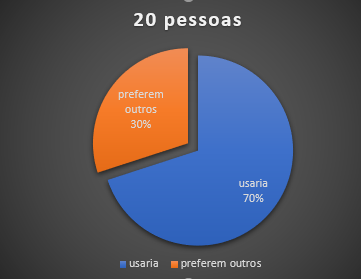 20 pessoas
preferem
outros
30%
usaria
70%
usaria preferem outros